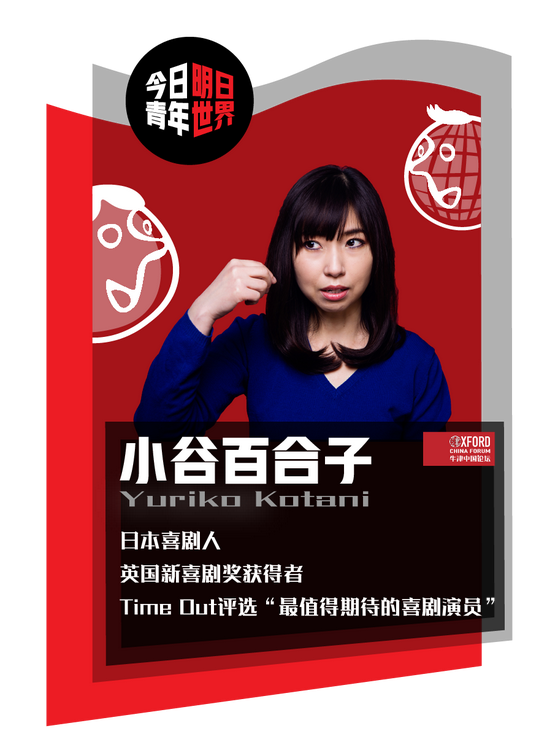 今日明日
青年世界
小谷百合子
Yuriko Kotani
OXFORD
CHINA FORUM
牛津中国论坛
日本喜剧人
英国新喜剧奖获得者
Time Out评选“最值得期待的喜剧演员”